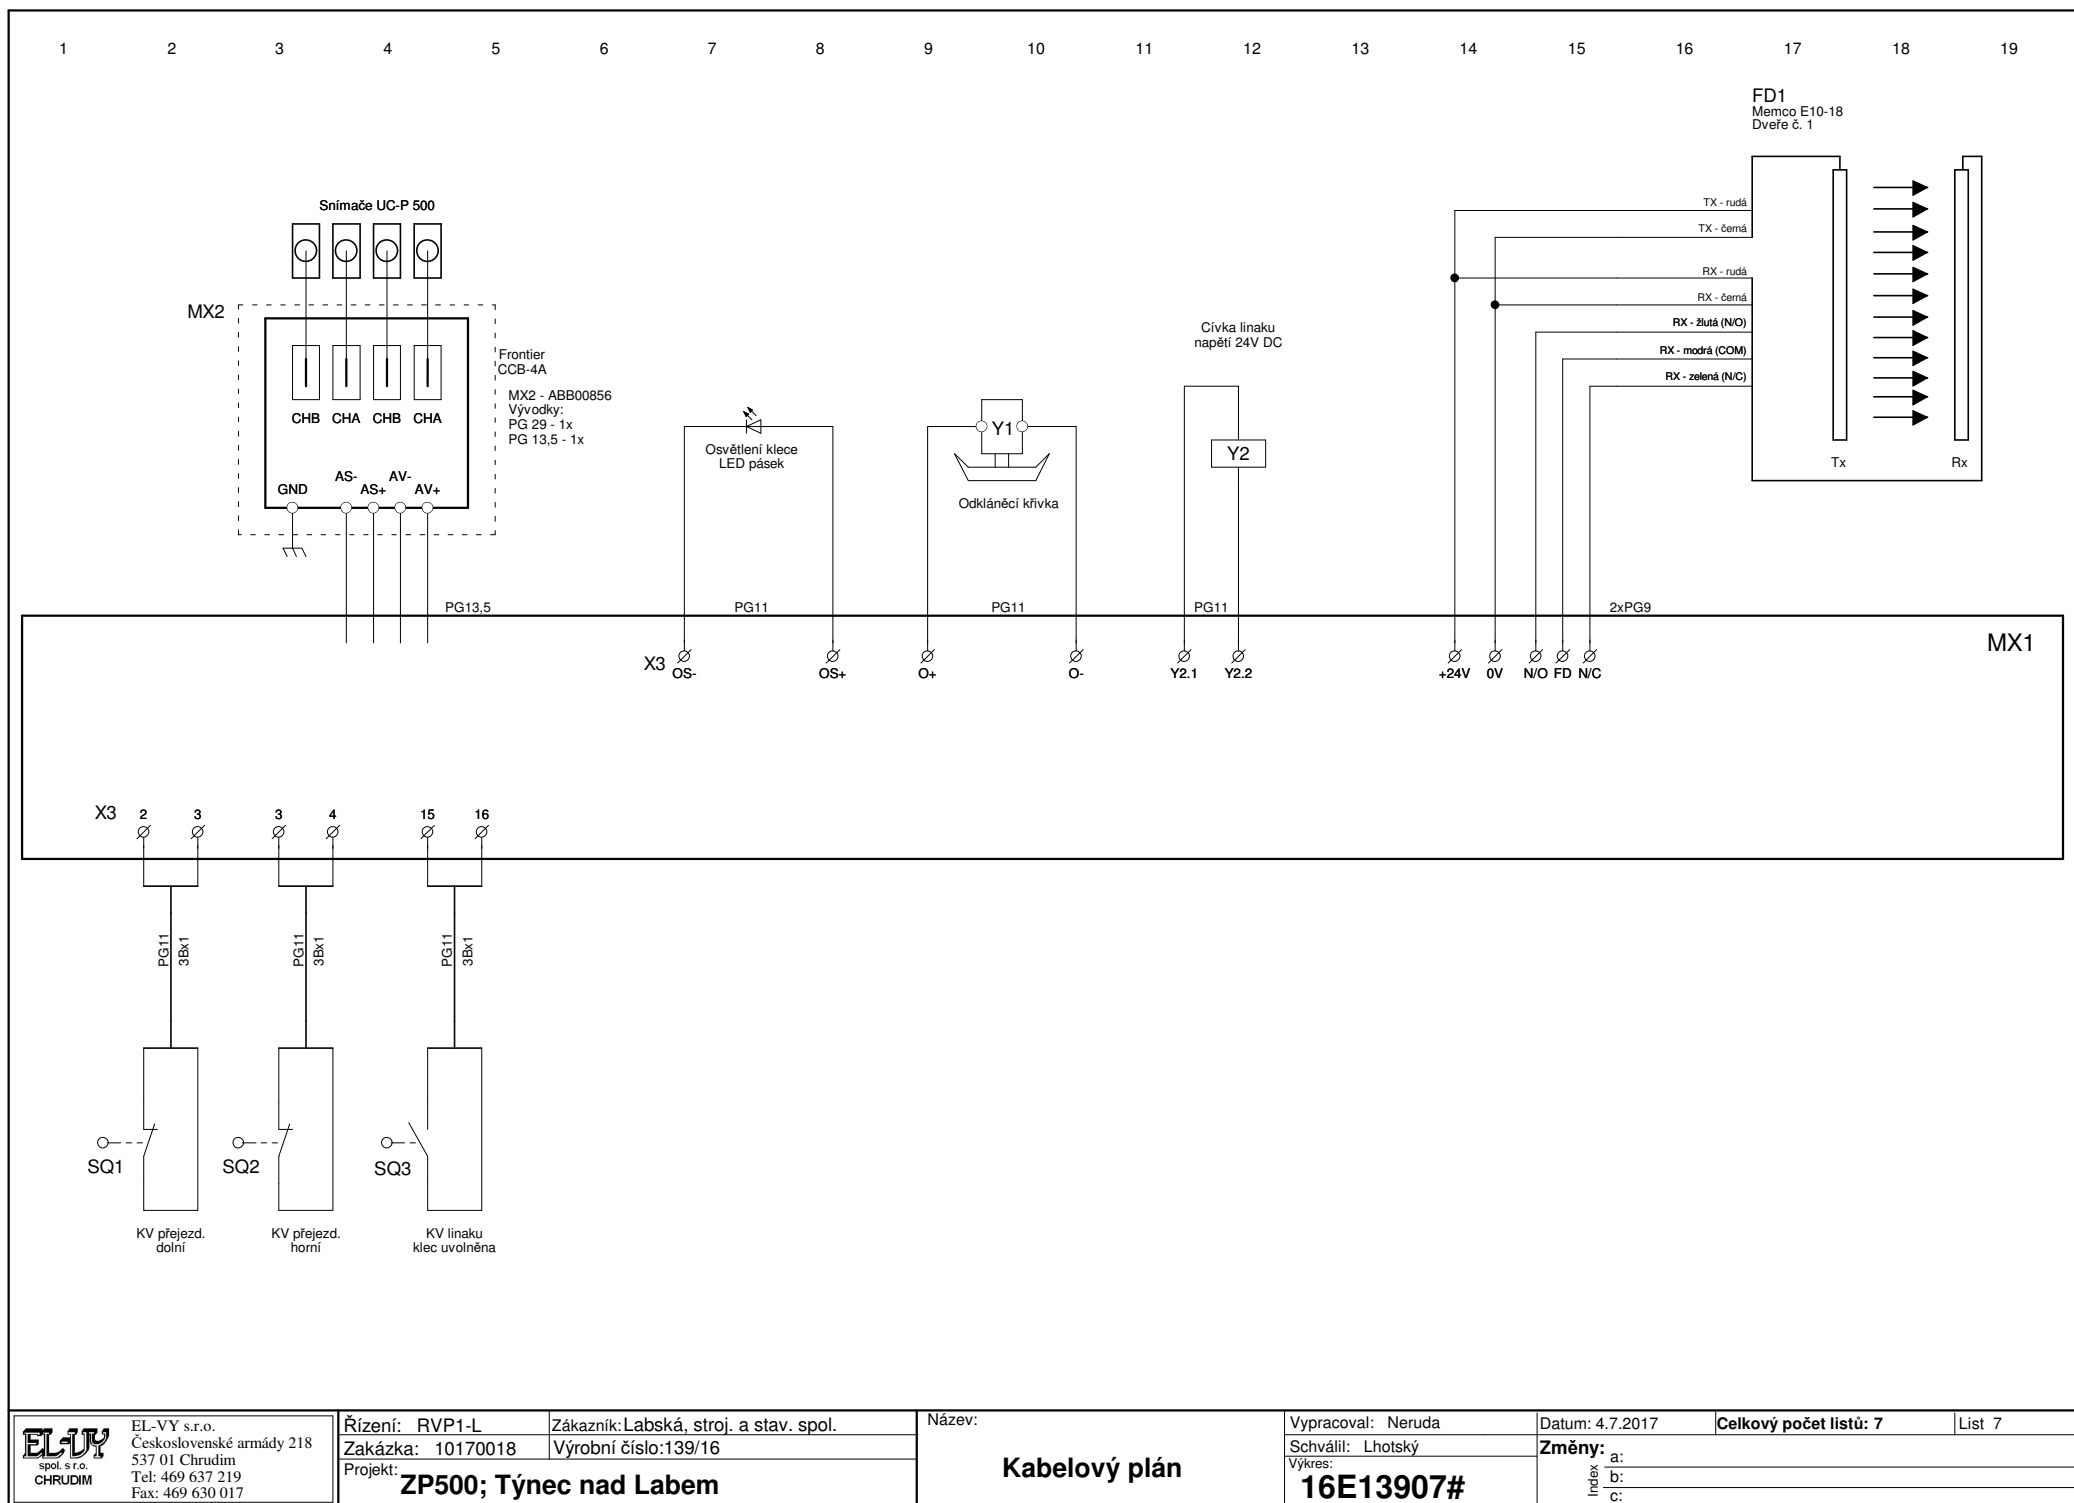 1 2 3 4 5 6 7 8 9 10 11 12 13 14 15 16 17 18 19
FD1
Memco E10-18
Dveře č. 1
TX - rudá
TX - černá
RX - rudá
RX - černá
RX - žlutá (N/O)
RX - modrá (COM)
RX - zelená (N/C)
Tx Rx
Snímače UC-P 500
MX2
CHB CHA CHB CHA
AS- AV-
GND AS+ AV+
Frontier
CCB-4A
MX2 - ABB00856
Vývodky:
PG 29 - 1x
PG 13,5 - 1x
Osvětlení klece
LED pásek
Y1
Odkláněcí křivka
Cívka linaku
napětí 24V DC
Y2
PG13,5 PG11 PG11 PG11 2xPG9
MX1
X3 OS- OS+ O+ O- Y2.1 Y2.2 +24V 0V N/O FD N/C
X3 2 3 3 4 15 16
PG11 3Bx1 PG11 3Bx1 PG11 3Bx1
SQ1 SQ2 SQ3
KV přejezd.
dolní
KV přejezd.
horní
KV linaku
klec uvolněna
EL-VY
spol. s r.o.
CHRUDIM
EL-VY s.r.o.
Československé armády 218
537 01 Chrudim
Tel: 469 637 219
Fax: 469 630 017
Řízení: RVP1-L
Zákazník: Labská, stroj. a stav. spol.
Zakázka: 10170018
Výrobní číslo:139/16
Projekt: ZP500; Týnec nad Labem
Název:
Kabelový plán
Vypracoval: Neruda
Schválil: Lhotský
Výkres:
16E13907#
Datum: 4.7.2017
Celkový počet listů: 7
List 7
Změny:
Index
a:
b:
c: